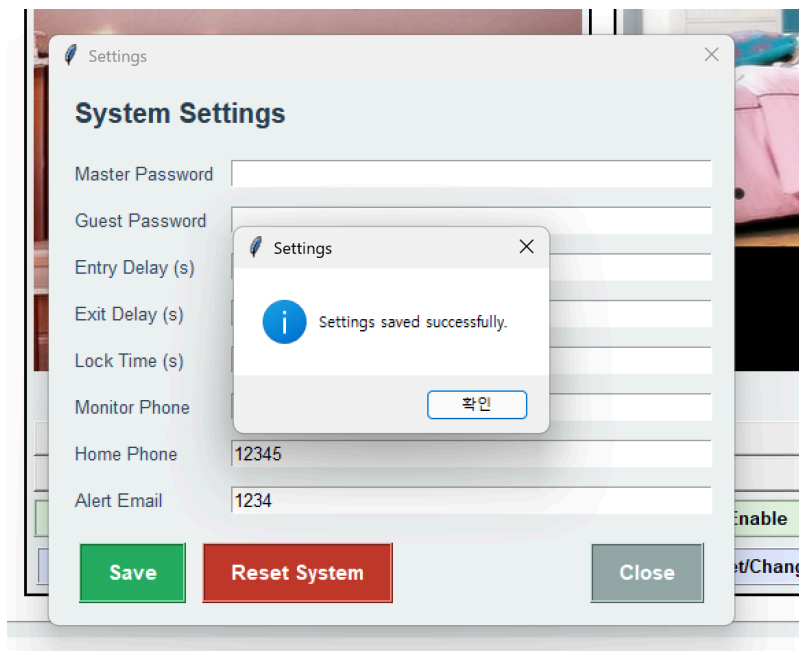 Settings
System Settings
Master Password
Guest Password
Settings
Entry Delay (s)
Exit Delay (s)
Settings saved successfully.
Lock Time (s)
Monitor Phone
확인
Home Phone 12345
Alert Email 1234
Enable
Save Reset System Close
et/Chang